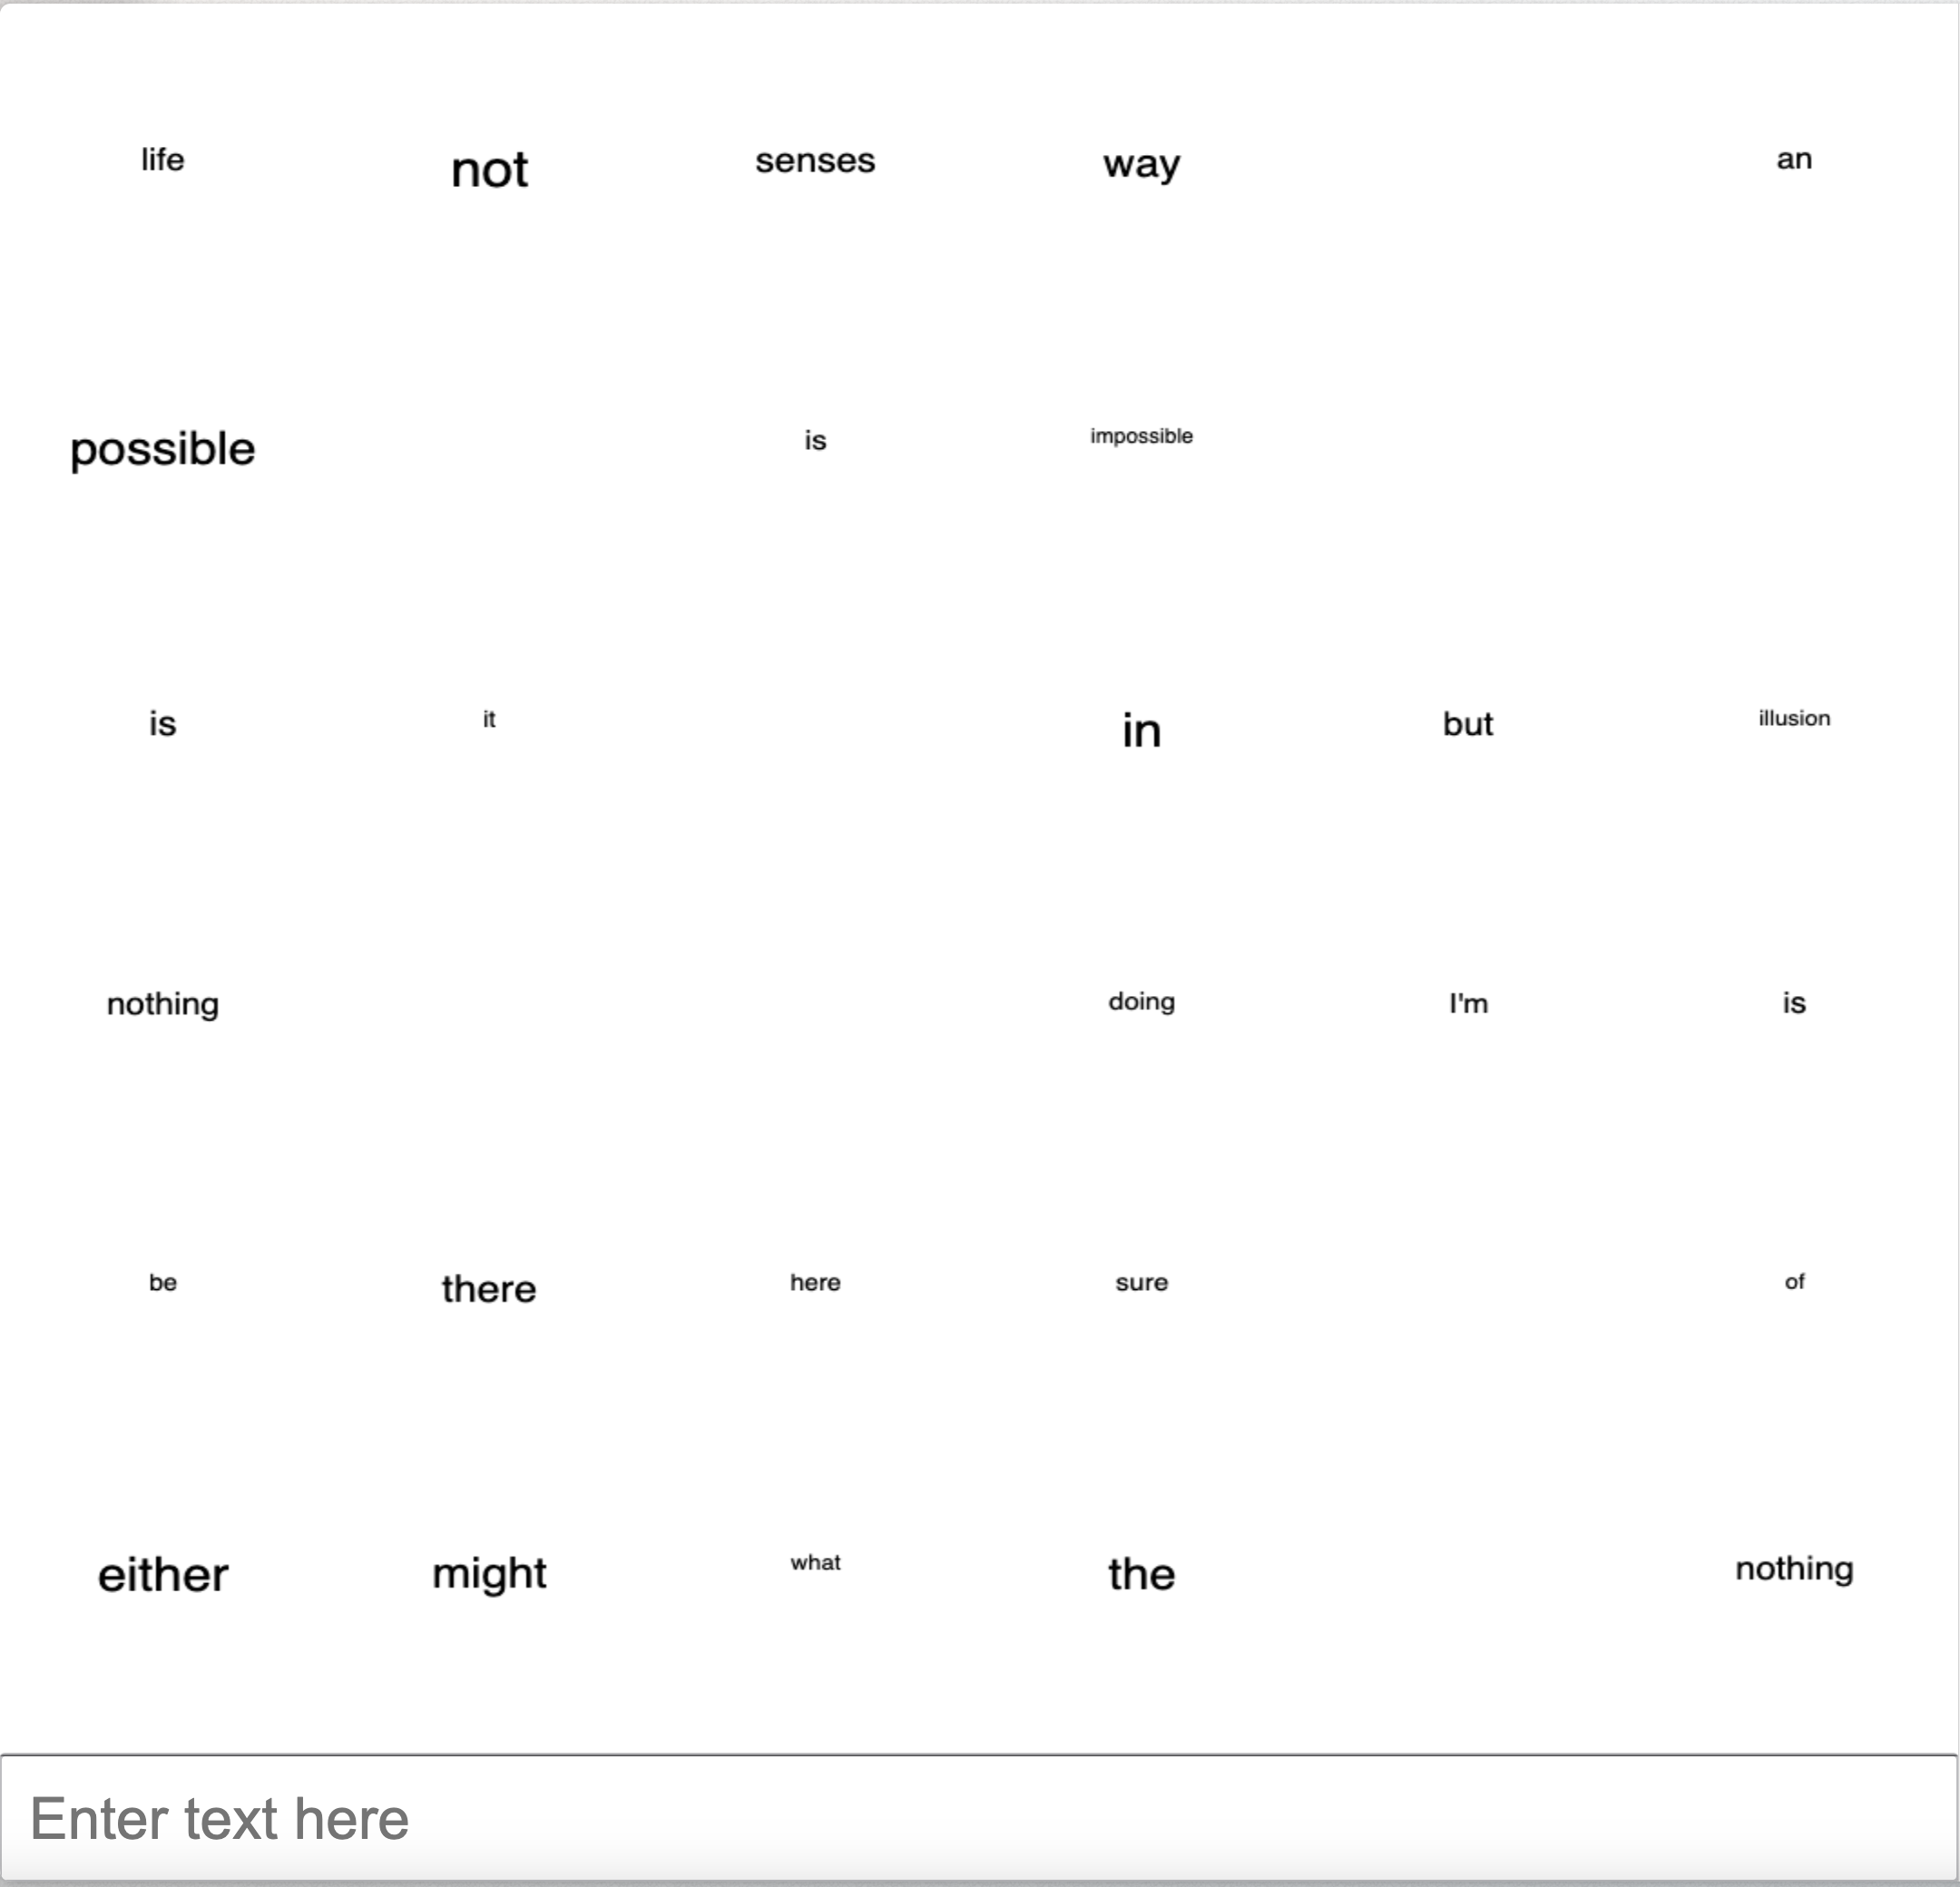 life not senses way an
possible is impossible
is it in but illusion
nothing doing I'm is
be there here sure of
either might what the nothing
Enter text here